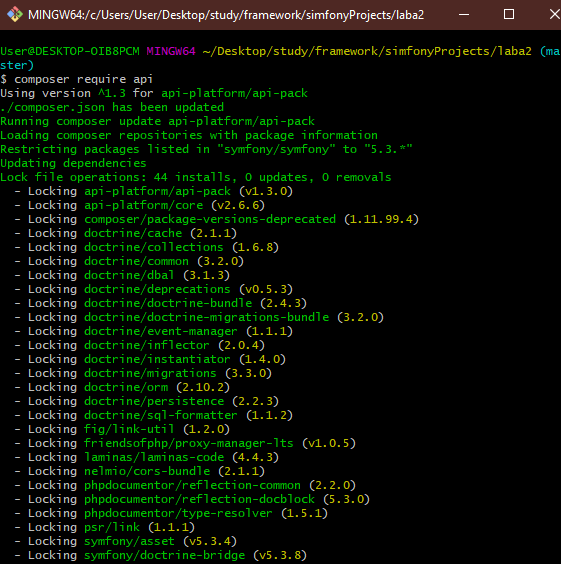 MINGW64:/c/Users/User/Desktop/study/framework/simfonyProjects/laba2
User@DESKTOP-OIB8PCM MINGW64 ~/Desktop/study/framework/simfonyProjects/laba2 (ma
ster)
$ composer require api
Using version ^1.3 for api-platform/api-pack
./composer.json has been updated
Running composer update api-platform/api-pack
Loading composer repositories with package information
Restricting packages listed in "symfony/symfony" to "5.3.*"
Updating dependencies
Lock file operations: 44 installs, 0 updates, 0 removals
  - Locking api-platform/api-pack (v1.3.0)
  - Locking api-platform/core (v2.6.6)
  - Locking composer/package-versions-deprecated (1.11.99.4)
  - Locking doctrine/cache (2.1.1)
  - Locking doctrine/collections (1.6.8)
  - Locking doctrine/common (3.2.0)
  - Locking doctrine/dbal (3.1.3)
  - Locking doctrine/deprecations (v0.5.3)
  - Locking doctrine/doctrine-bundle (2.4.3)
  - Locking doctrine/doctrine-migrations-bundle (3.2.0)
  - Locking doctrine/event-manager (1.1.1)
  - Locking doctrine/inflector (2.0.4)
  - Locking doctrine/instantiator (1.4.0)
  - Locking doctrine/migrations (3.3.0)
  - Locking doctrine/orm (2.10.2)
  - Locking doctrine/persistence (2.2.3)
  - Locking doctrine/sql-formatter (1.1.2)
  - Locking fig/link-util (1.2.0)
  - Locking friendsofphp/proxy-manager-lts (v1.0.5)
  - Locking laminas/laminas-code (4.4.3)
  - Locking nelmio/cors-bundle (2.1.1)
  - Locking phpdocumentor/reflection-common (2.2.0)
  - Locking phpdocumentor/reflection-docblock (5.3.0)
  - Locking phpdocumentor/type-resolver (1.5.1)
  - Locking psr/link (1.1.1)
  - Locking symfony/asset (v5.3.4)
  - Locking symfony/doctrine-bridge (v5.3.8)